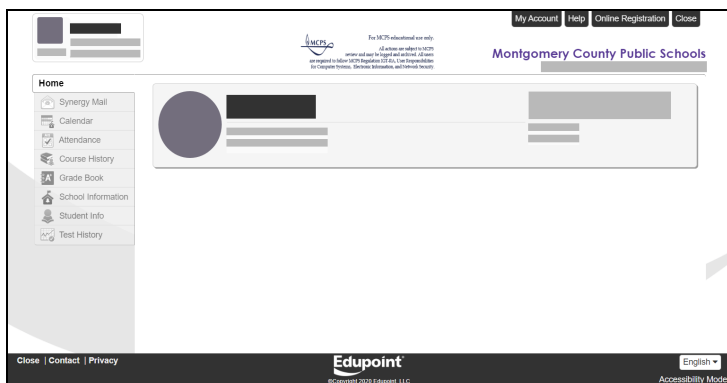 My Account Help Online Registration Close
MCPS
For MCPS educational use only.
All actions are subject to MCPS
review and may be logged and archived. All users
are required to follow MCPS Regulation IGT-RA, User Responsibilities
for Computer Systems, Electronic Information, and Network Security
Montgomery County Public Schools
Home
Synergy Mail
Calendar
Attendance
Course History
Grade Book
School Information
Student Info
Test History
Close | Contact | Privacy
Edupoint
English
©Copyright 2020 Edupoint, LLC
Accessibility Mode